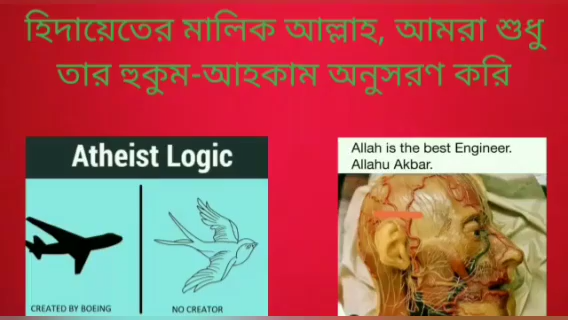 হিদায়েতের মালিক আল্লাহ, আমরা শুধু
তার হুকুম-আহকাম অনুসরণ করি
Atheist Logic
CREATED BY BOEING
NO CREATOR
Allah is the best Engineer.
Allahu Akbar.